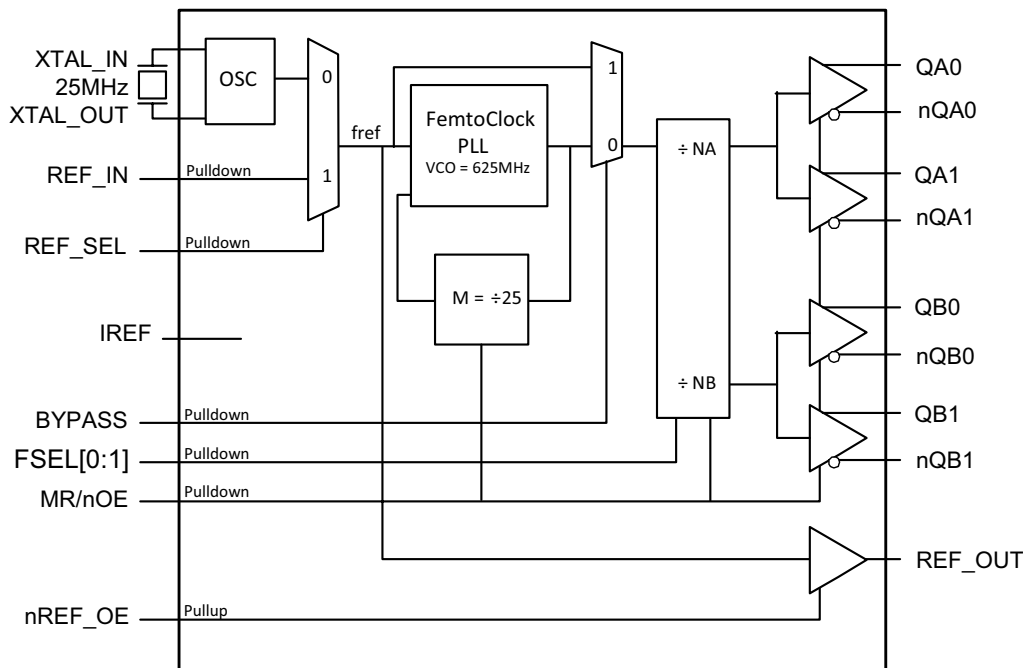 XTAL_IN
25MHz
XTAL_OUT
OSC
0
1
REF_IN
Pulldown
REF_SEL
Pulldown
fref
FemtoClock
PLL
VCO = 625MHz
M = ÷25
1
0
÷ NA
÷ NB
IREF
BYPASS
Pulldown
FSEL[0:1]
Pulldown
MR/nOE
Pulldown
nREF_OE
Pullup
QA0
nQA0
QA1
nQA1
QB0
nQB0
QB1
nQB1
REF_OUT